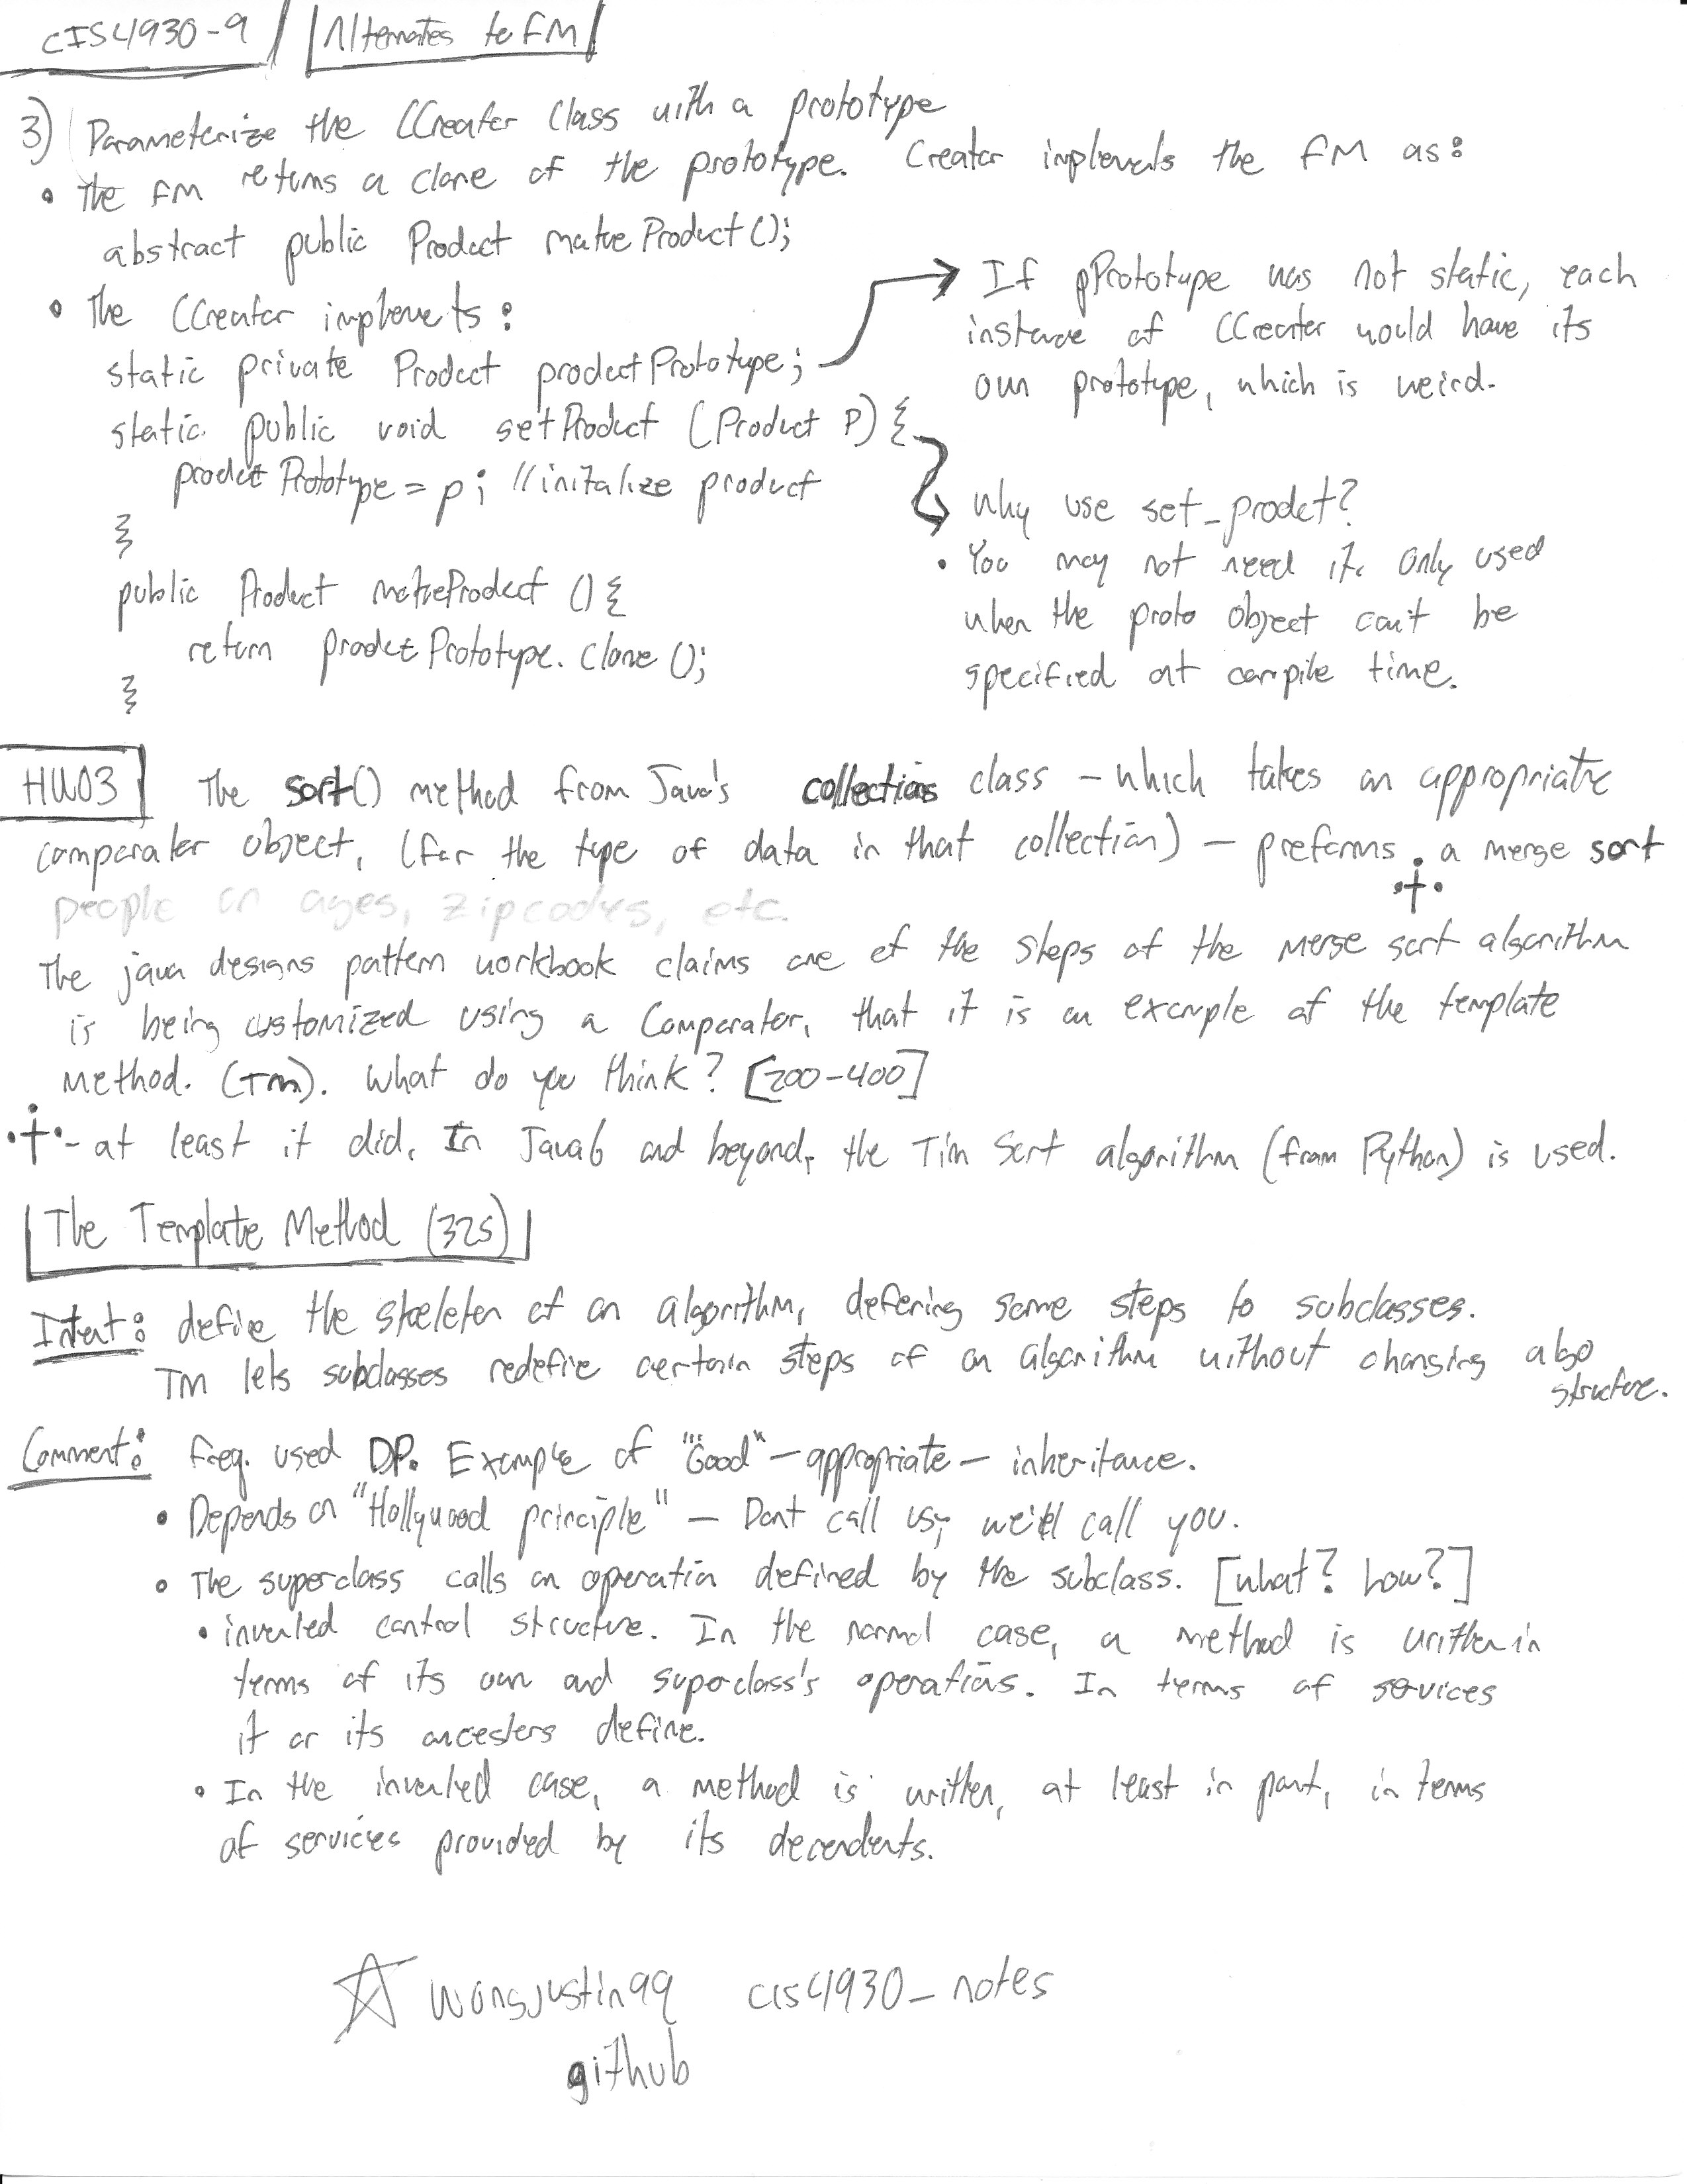 CIS4930-9 Alternates to FM
3) Parameterize the CCreator Class with a prototype
• The FM returns a clone of the prototype. Creator implements the FM as:
abstract public Product makeProduct();
• The CCreator implements:
static private Product productPrototype;
static public void setProduct (Product P) {
productPrototype = p; //initalize product
}
public Product makeProduct () {
return productPrototype. Clone ();
}
If pPrototype was not static, each
instance of CCreator would have its
own prototype, which is weird.
Why use set_product?
• You may not need it. Only used
when the proto object can't be
specified at compile time.
HW03 The sort() method from Java's collections class – which takes an appropriate
comparater object, (for the type of data in that collection) – preforms a merge sort
people on ages, zipcodes, etc.
The java designs pattern workbook claims one of the steps of the merge sort algorithm
is being customized using a Comparator, that it is an example of the template
Method. (TM). What do you think? [200-400]
† - at least it did. In Java6 and beyond, the Tim Sort algorithm (from Python) is used.
The Template Method (325)
Intent: define the skeleton of an algorithm, defering some steps to subclasses.
TM lets subclasses redefine certain steps of an algorithm without changing algo
structure.
Comment: freq. used DP. Example of "Good" – appropriate – inheritance.
• Depends on "Hollywood principle" – Dont call us, we'll call you.
• The superclass calls an operation defined by the subclass. [what? how?]
• inverted control structure. In the normal case, a method is written in
terms of its own and superclass's operations. In terms of services
it or its ancesters define.
• In the inverted case, a method is written, at least in part, in terms
of services provided by its decendents.
☆ wongjustin99 cis4930_notes
github